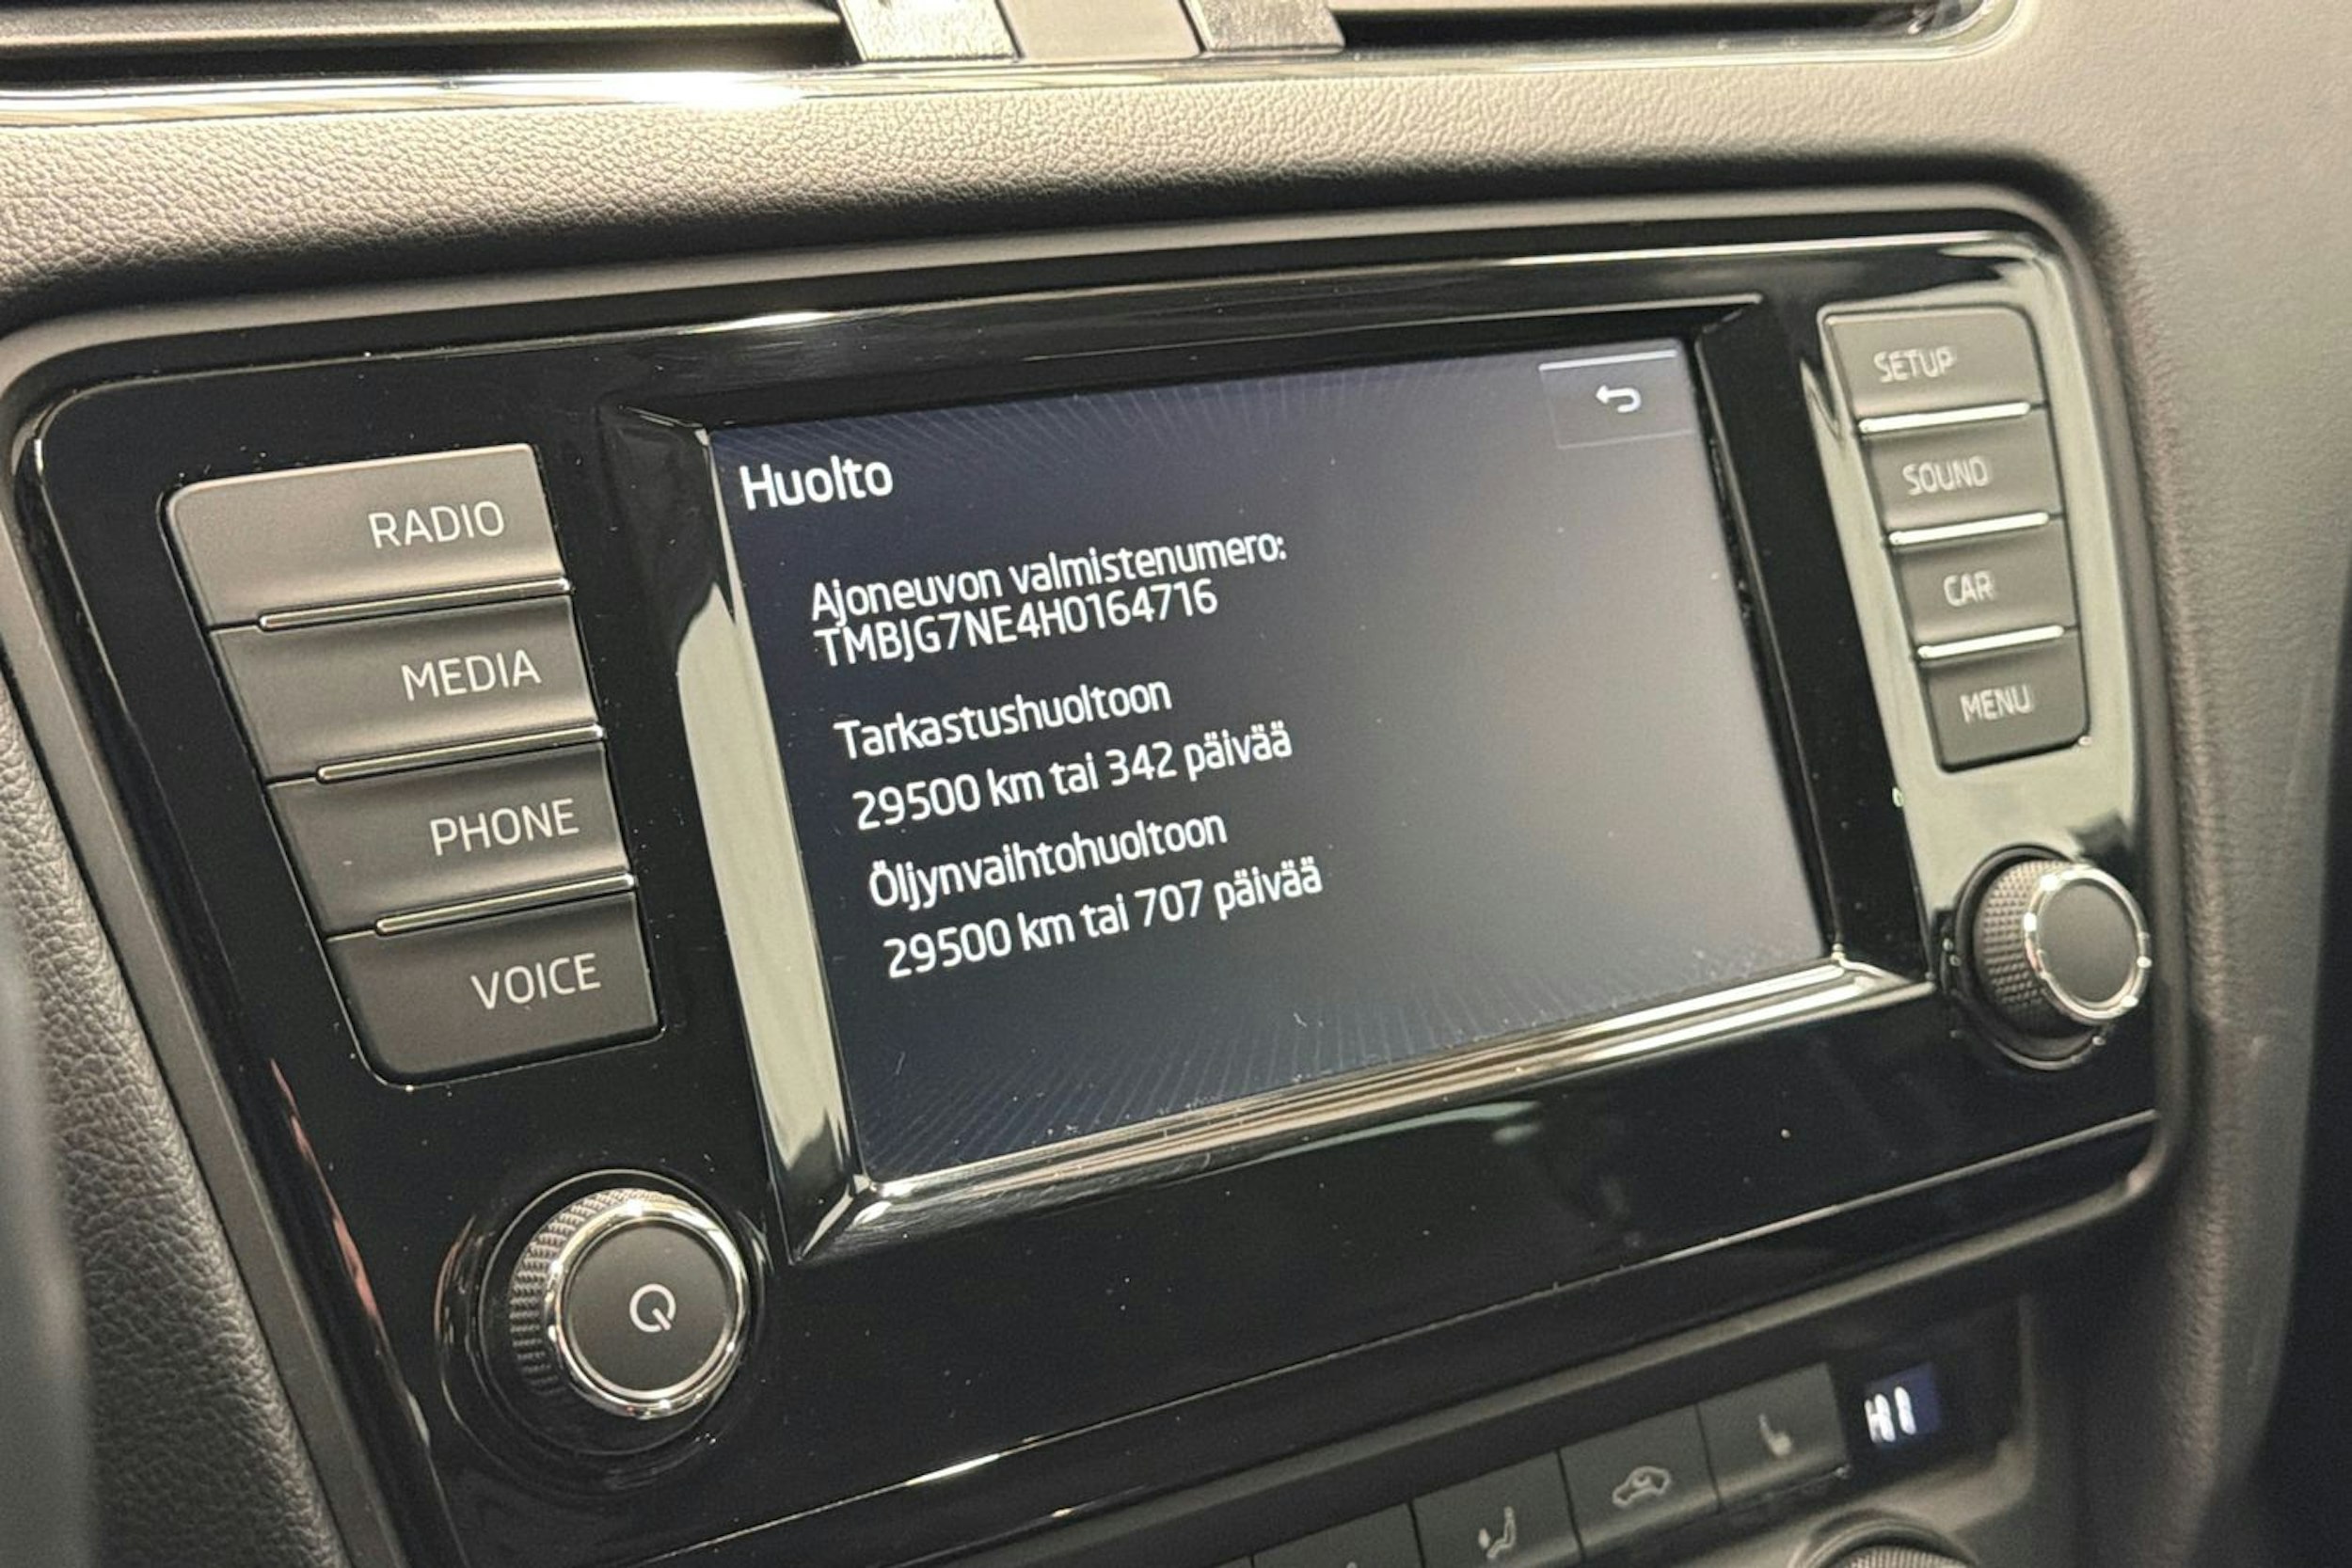 RADIO
MEDIA
PHONE
VOICE
Huolto
Ajoneuvon valmistenumero:
TMBJG7NE4H0164716
Tarkastushuoltoon
29500 km tai 342 päivää
Öljynvaihtohuoltoon
29500 km tai 707 päivää
SETUP
SOUND
CAR
MENU
HI